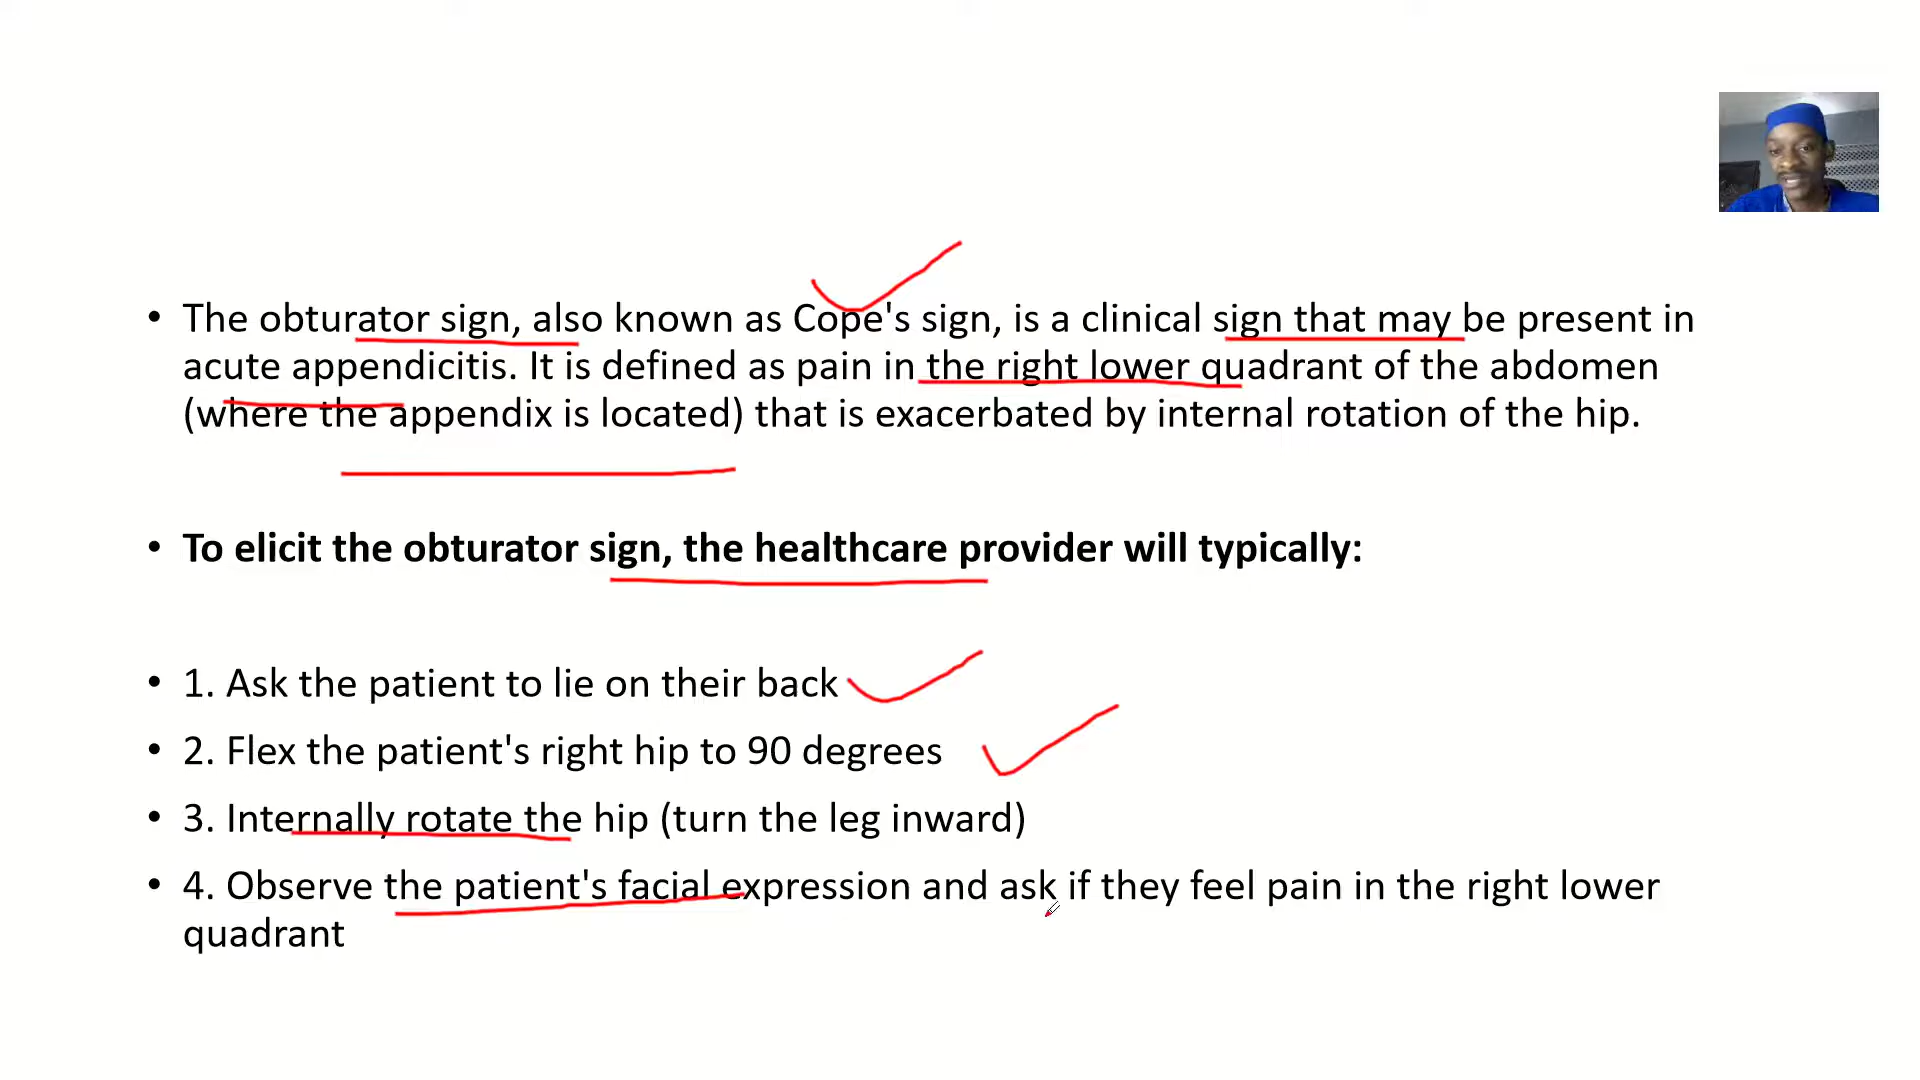 • The obturator sign, also known as Cope's sign, is a clinical sign that may be present in
acute appendicitis. It is defined as pain in the right lower quadrant of the abdomen
(where the appendix is located) that is exacerbated by internal rotation of the hip.
• To elicit the obturator sign, the healthcare provider will typically:
• 1. Ask the patient to lie on their back
• 2. Flex the patient's right hip to 90 degrees
• 3. Internally rotate the hip (turn the leg inward)
• 4. Observe the patient's facial expression and ask if they feel pain in the right lower
quadrant